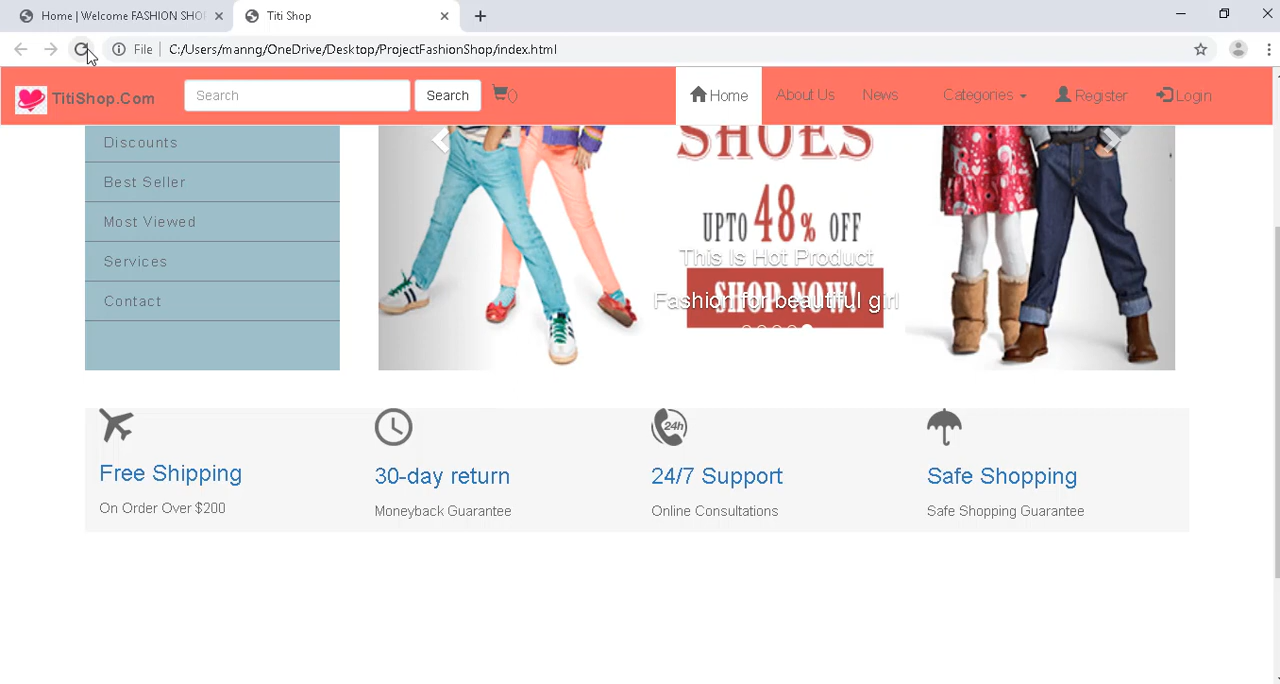 Home | Welcome FASHION SHO
Titi Shop
File
C:/Users/manng/OneDrive/Desktop/ProjectFashionShop/index.html
TitiShop.Com
Search
Search
()
Home
About Us
News
Categories
Register
Login
Discounts
Best Seller
Most Viewed
Services
Contact
SHOES
UPTO 48% OFF
This Is Hot Product
SHOP NOW!
Fashion for beautiful girl
24h
Free Shipping
30-day return
24/7 Support
Safe Shopping
On Order Over $200
Moneyback Guarantee
Online Consultations
Safe Shopping Guarantee